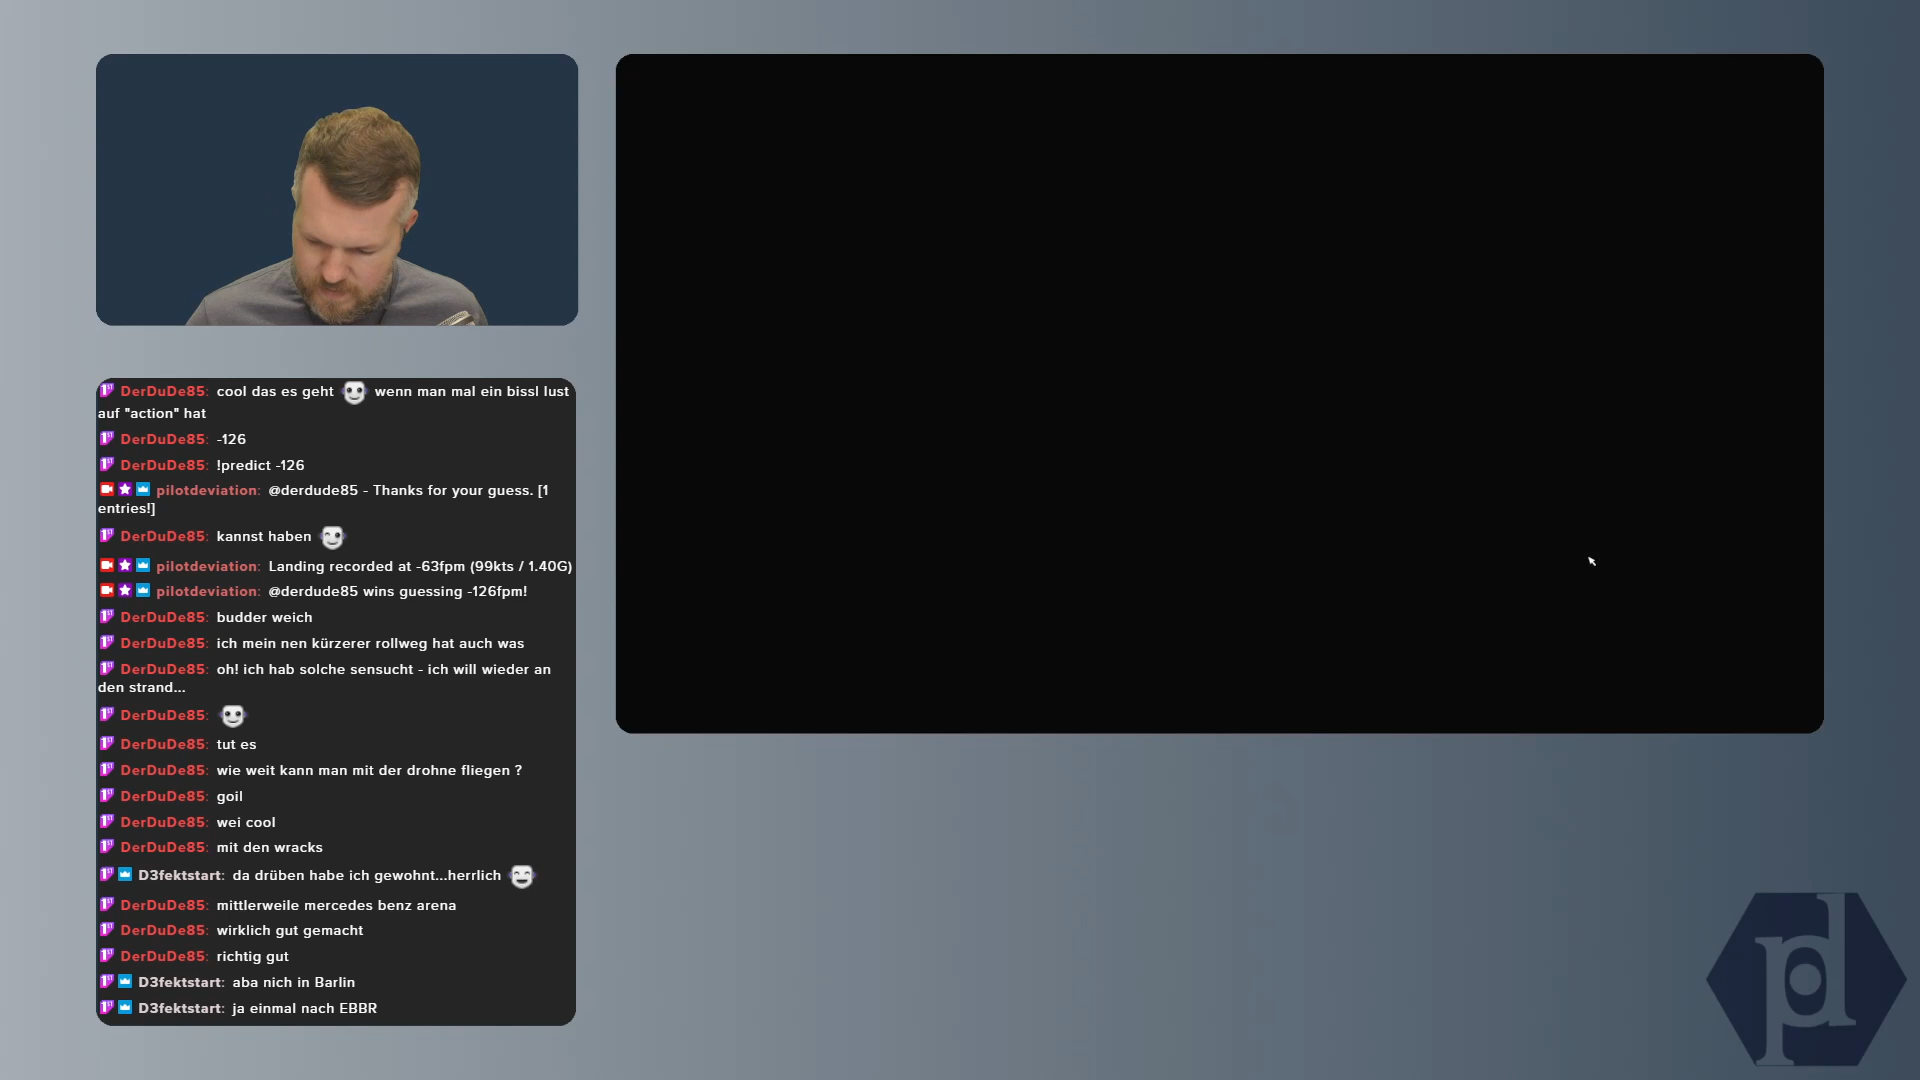 DerDuDe85: cool das es geht wenn man mal ein bissl lust
auf "action" hat
DerDuDe85: -126
DerDuDe85: !predict -126
pilotdeviation: @derdude85 - Thanks for your guess. [1
entries!]
DerDuDe85: kannst haben
pilotdeviation: Landing recorded at -63fpm (99kts / 1.40G)
pilotdeviation: @derdude85 wins guessing -126fpm!
DerDuDe85: budder weich
DerDuDe85: ich mein nen kürzerer rollweg hat auch was
DerDuDe85: oh! ich hab solche sensucht - ich will wieder an
den strand...
DerDuDe85:
DerDuDe85: tut es
DerDuDe85: wie weit kann man mit der drohne fliegen ?
DerDuDe85: goil
DerDuDe85: wei cool
DerDuDe85: mit den wracks
D3fektstart: da drüben habe ich gewohnt...herrlich
DerDuDe85: mittlerweile mercedes benz arena
DerDuDe85: wirklich gut gemacht
DerDuDe85: richtig gut
D3fektstart: aba nich in Barlin
D3fektstart: ja einmal nach EBBR
pd